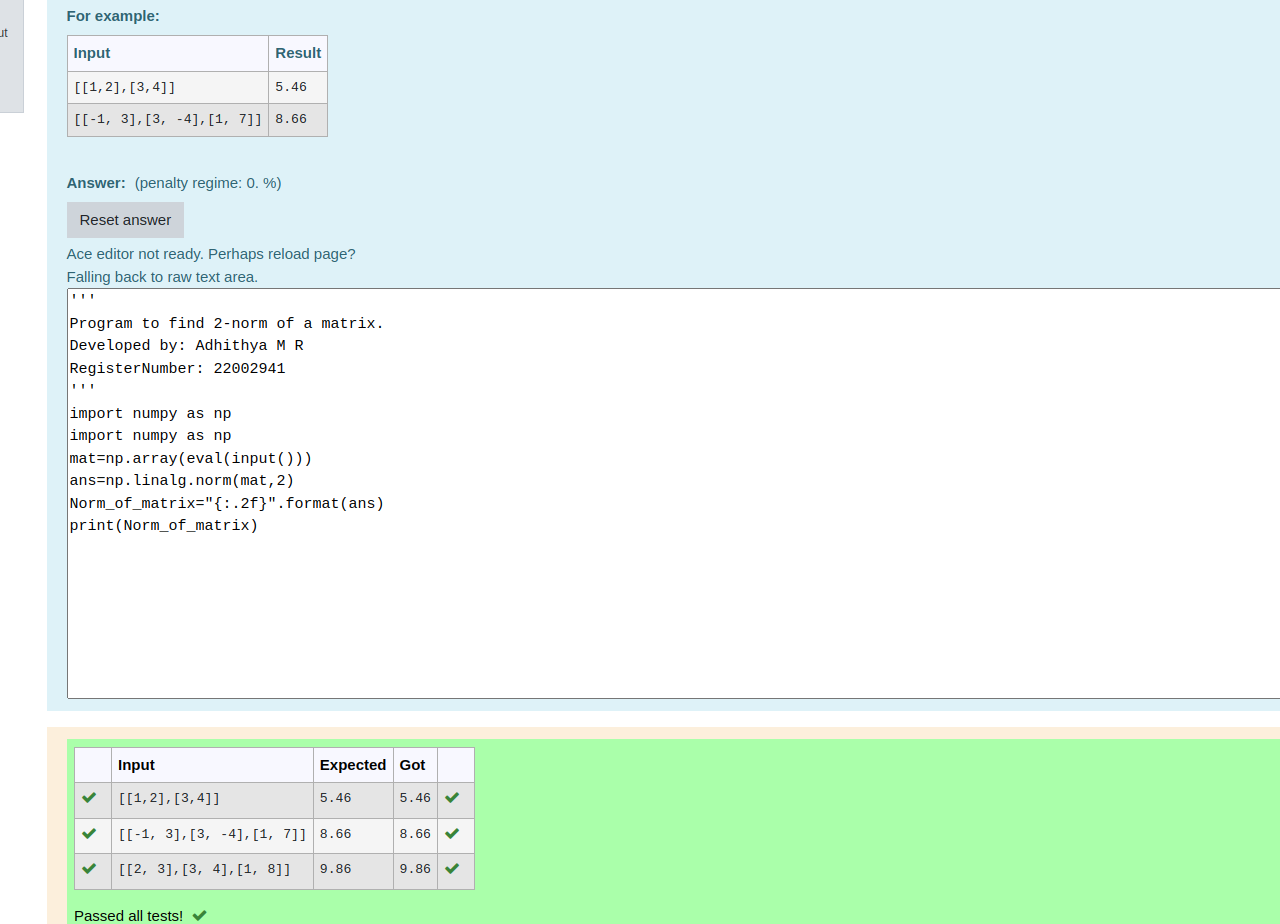 ut
For example:
Input Result
[[1,2],[3,4]] 5.46
[[-1, 3],[3, -4],[1, 7]] 8.66
Answer: (penalty regime: 0. %)
Reset answer
Ace editor not ready. Perhaps reload page?
Falling back to raw text area.
'''
Program to find 2-norm of a matrix.
Developed by: Adhithya M R
RegisterNumber: 22002941
'''
import numpy as np
import numpy as np
mat=np.array(eval(input()))
ans=np.linalg.norm(mat,2)
Norm_of_matrix="{:.2f}".format(ans)
print(Norm_of_matrix)
Input Expected Got
[[1,2],[3,4]] 5.46 5.46
[[-1, 3],[3, -4],[1, 7]] 8.66 8.66
[[2, 3],[3, 4],[1, 8]] 9.86 9.86
Passed all tests!